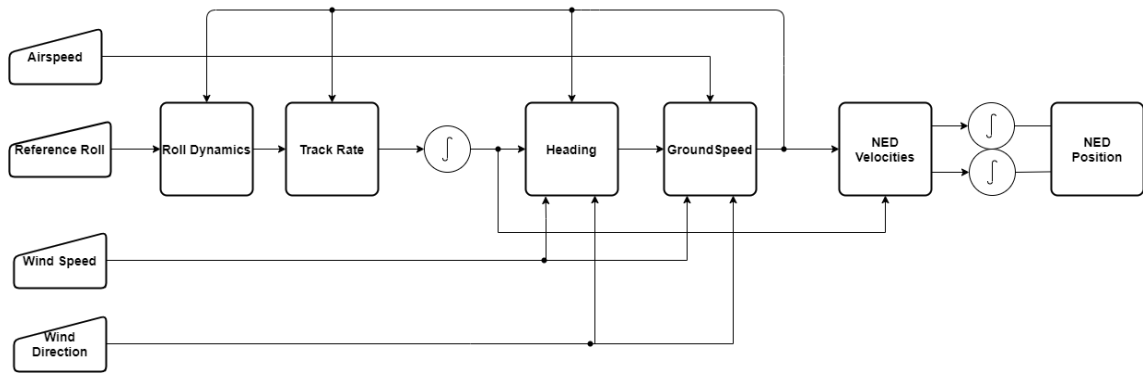 Airspeed
Reference Roll
Roll Dynamics
Track Rate
∫
Heading
GroundSpeed
NED
Velocities
∫
∫
NED
Position
Wind Speed
Wind
Direction